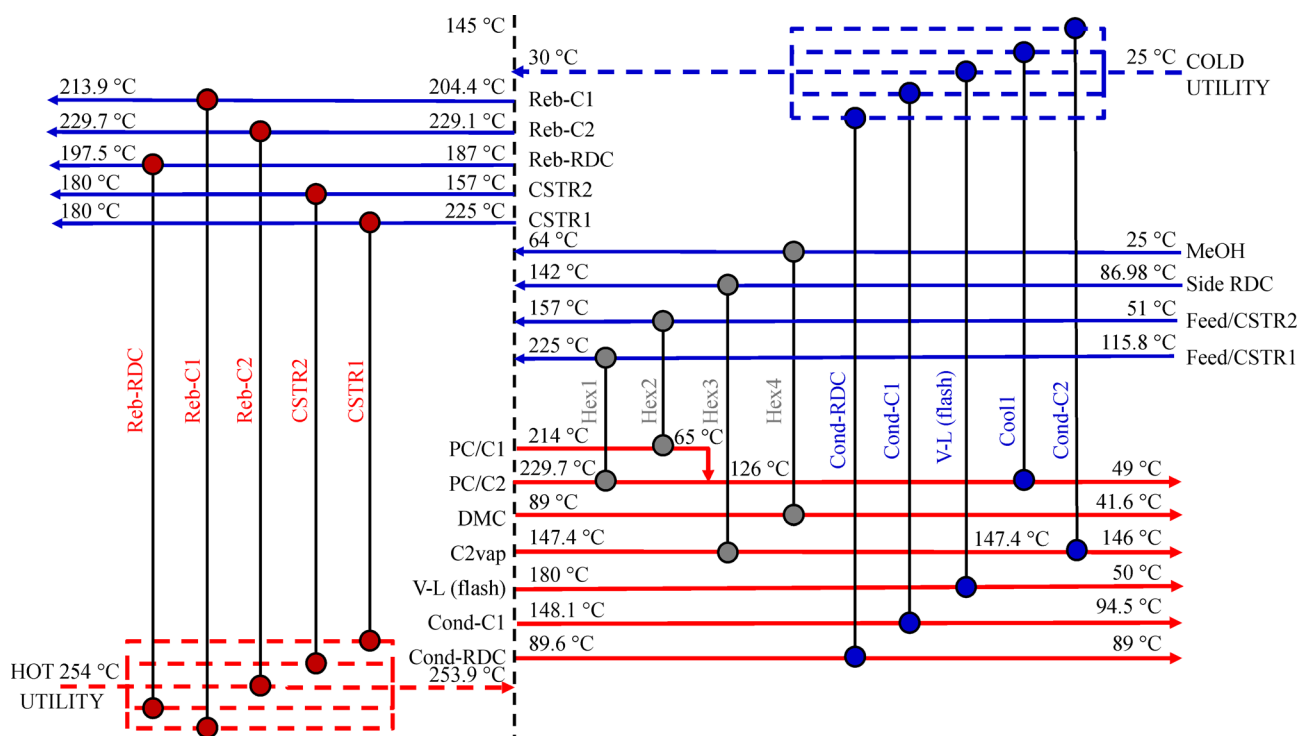 145 °C
30 °C
25 °C
COLD
UTILITY
213.9 °C
204.4 °C
Reb-C1
229.7 °C
229.1 °C
Reb-C2
197.5 °C
187 °C
Reb-RDC
180 °C
157 °C
CSTR2
180 °C
225 °C
CSTR1
64 °C
25 °C
MeOH
142 °C
86.98 °C
Side RDC
157 °C
51 °C
Feed/CSTR2
225 °C
115.8 °C
Feed/CSTR1
Reb-RDC
Reb-C1
Reb-C2
CSTR2
CSTR1
Hex1
Hex2
Hex3
Hex4
Cond-RDC
Cond-C1
V-L (flash)
Cool1
Cond-C2
PC/C1
214 °C
65 °C
PC/C2
229.7 °C
126 °C
49 °C
DMC
89 °C
41.6 °C
C2vap
147.4 °C
147.4 °C
146 °C
V-L (flash)
180 °C
50 °C
Cond-C1
148.1 °C
94.5 °C
Cond-RDC
89.6 °C
89 °C
HOT 254 °C
253.9 °C
UTILITY